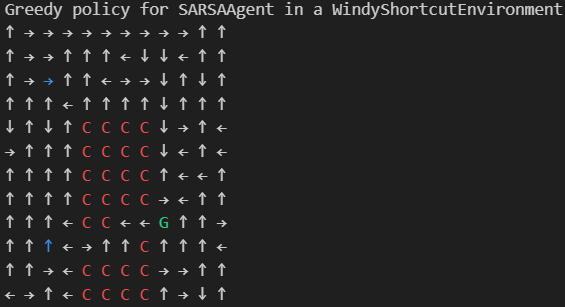 Greedy policy for SARSAAgent in a WindyShortcutEnvironment
↑ → → → → → → → → → ↑ ↑
↑ → → ↑ ↑ ↑ ← ↓ ↓ ← ↑ ↑
↑ → → ↑ ↑ ← → → ↓ ↑ ↓ ↑
↑ ↑ ↑ ← ↑ ↑ ↑ ↑ ↓ ↑ ↑ ↑
↓ ↑ ↓ ↑ C C C C ↓ → ↑ ←
→ ↑ ↑ ↑ C C C C ↓ ← ↑ ←
↑ ↑ ↑ ↑ C C C C ↑ ← ← ↑
↑ ↑ ↑ ↑ C C C C → ← ↑ ↑
↑ ↑ ↑ ← C C ← ← G ↑ ↑ →
↑ ↑ ↑ ← → ↑ ↑ C ↑ ↑ ↑ ←
↑ ↑ → ← C C C C → → ↑ ↑
← → ↑ ← C C C C ↑ → ↓ ↑